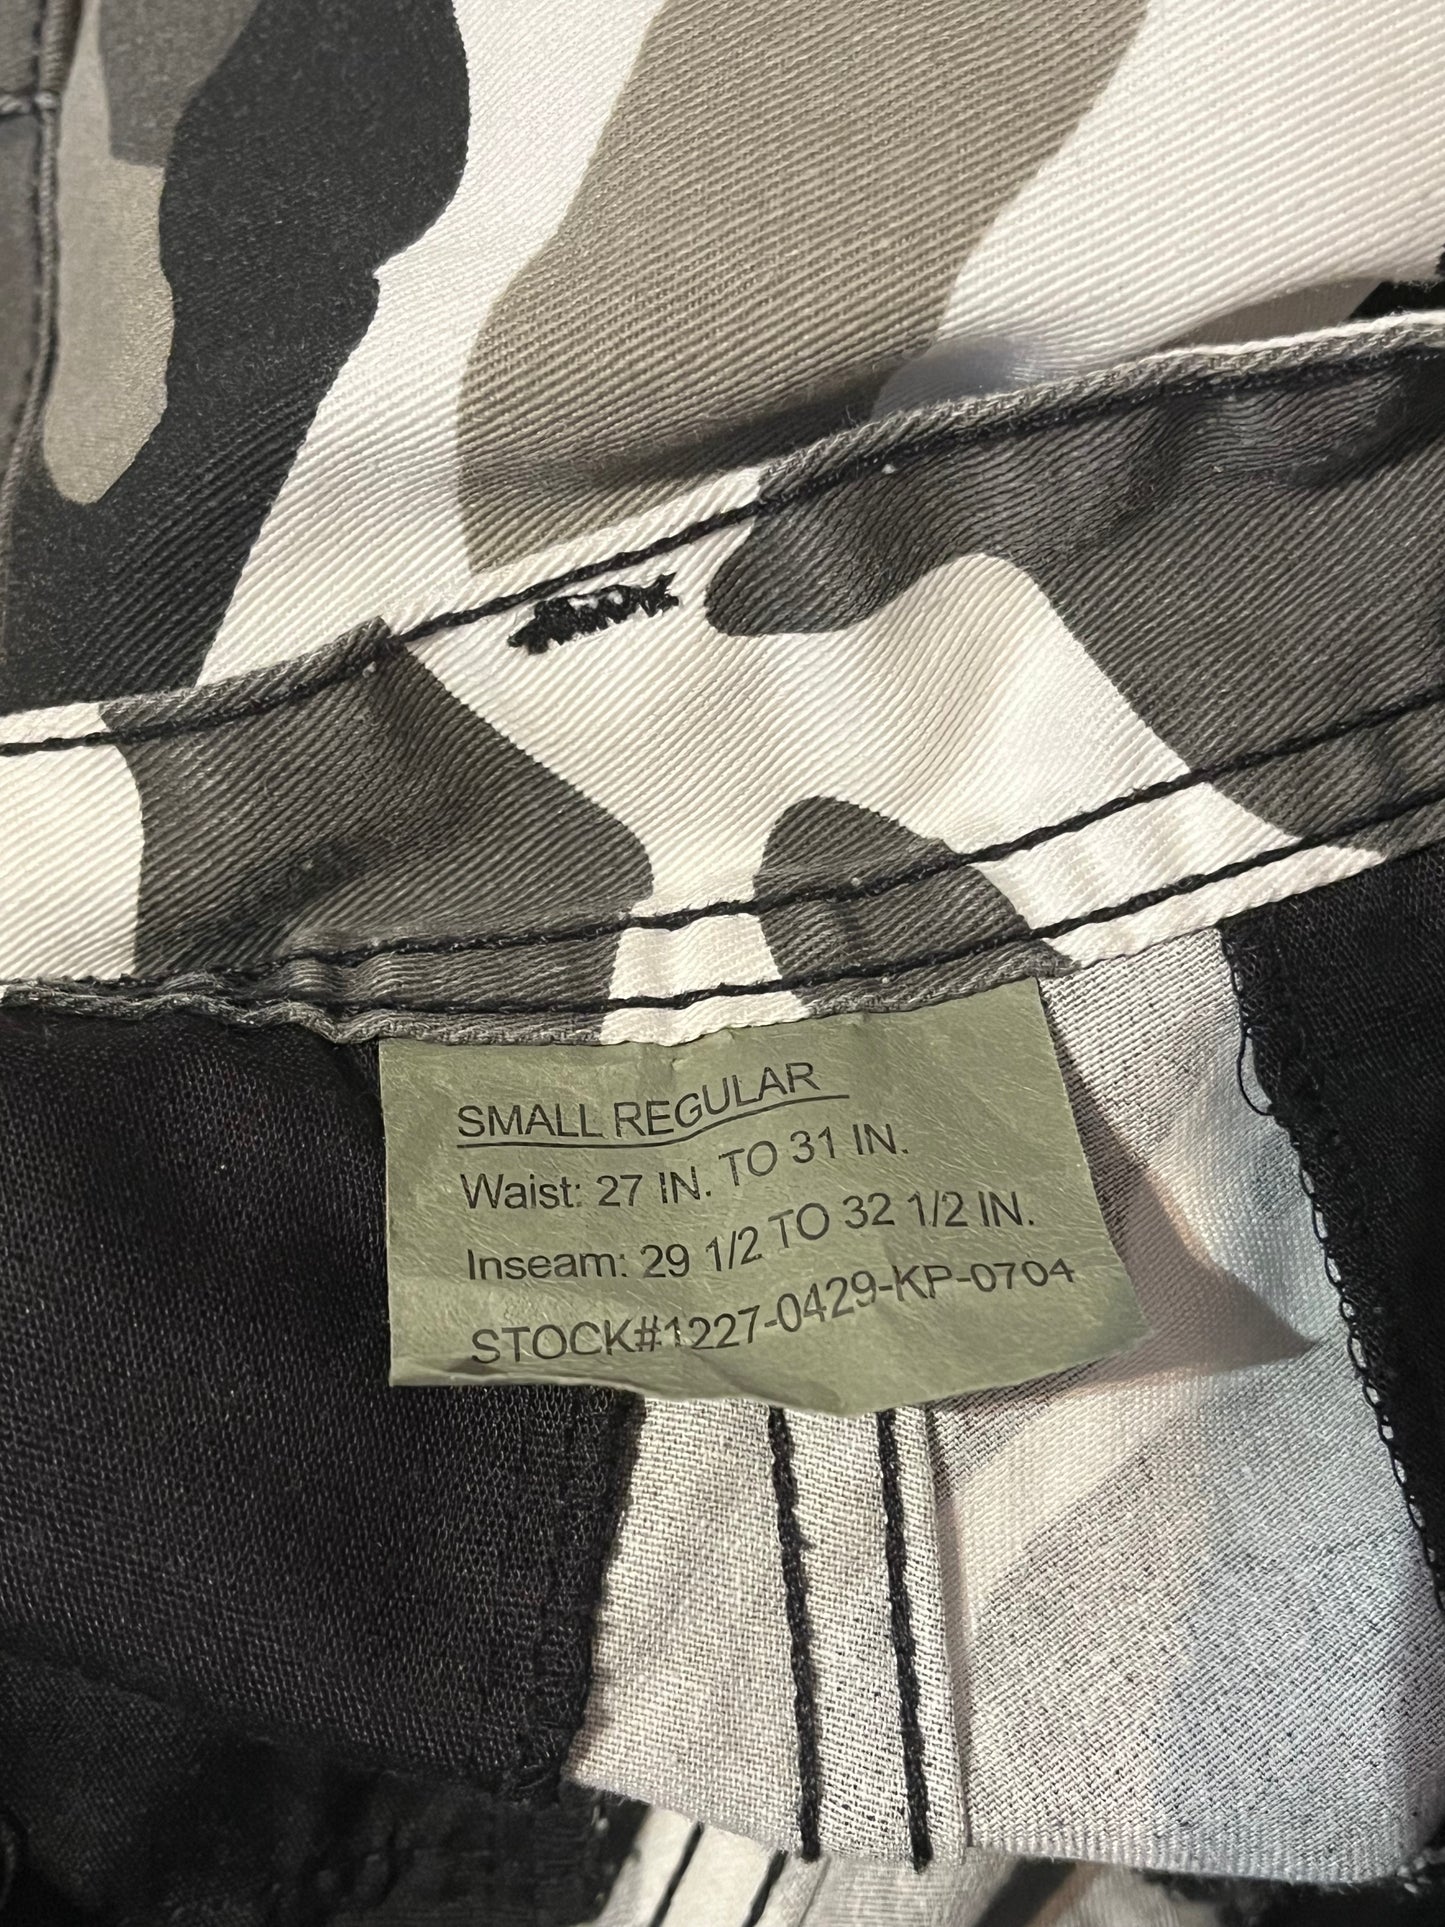 SMALL REGULAR
Waist: 27 IN. TO 31 IN.
Inseam: 29 1/2 TO 32 1/2 IN.
STOCK#1227-0429-KP-0704